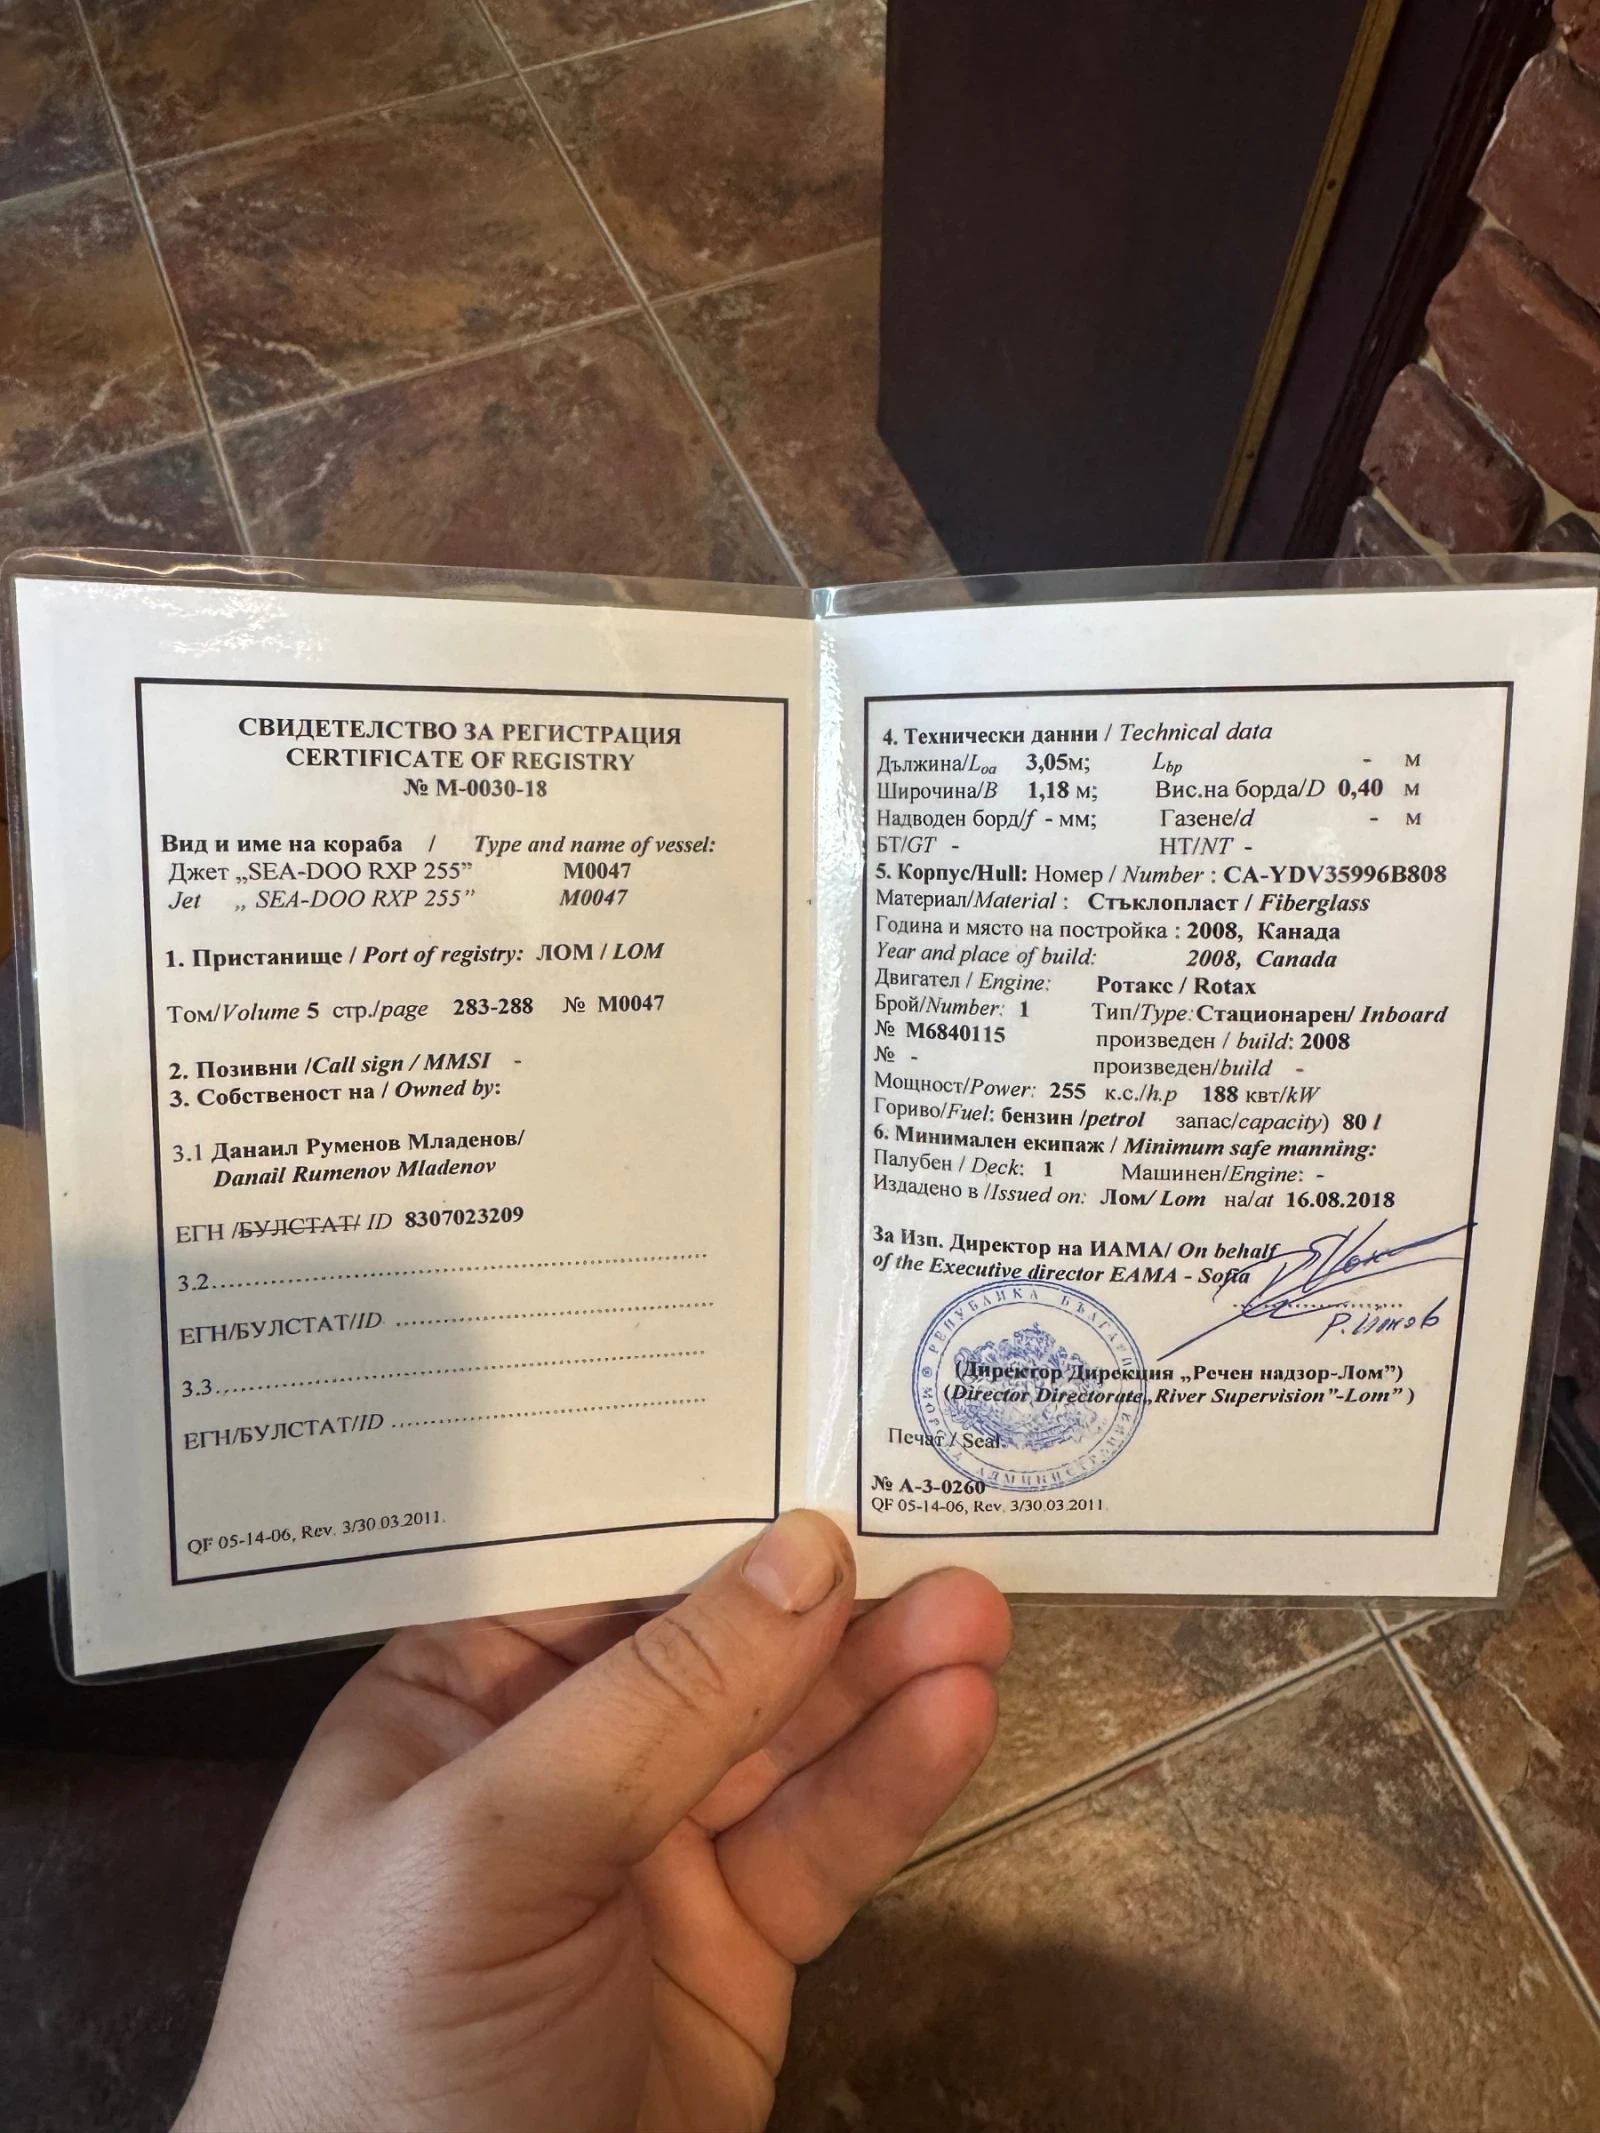 СВИДЕТЕЛСТВО ЗА РЕГИСТРАЦИЯ
CERTIFICATE OF REGISTRY
№ М-0030-18
Вид и име на кораба / Type and name of vessel:
Джет „SEA-DOO RXP 255” М0047
Jet „ SEA-DOO RXP 255” M0047
1. Пристанище / Port of registry: ЛОМ / LOM
Том/Volume 5 стр./page 283-288 № М0047
2. Позивни /Call sign / MMSI -
3. Собственост на / Owned by:
3.1 Данаил Руменов Младенов/
Danail Rumenov Mladenov
ЕГН /БУЛСТАТ/ ID 8307023209
3.2
ЕГН/БУЛСТАТ/ID
3.3
ЕГН/БУЛСТАТ/ID
QF 05-14-06, Rev. 3/30.03.2011.
4. Технически данни / Technical data
Дължина/Loa 3,05м; Lbp - м
Широчина/B 1,18 м; Вис.на борда/D 0,40 м
Надводен борд/f - мм; Газене/d - м
БТ/GT - НТ/NT -
5. Корпус/Hull: Номер / Number : CA-YDV35996B808
Материал/Material : Стъклопласт / Fiberglass
Година и място на постройка : 2008, Канада
Year and place of build: 2008, Canada
Двигател / Engine: Ротакс / Rotax
Брой/Number: 1 Тип/Type: Стационарен/ Inboard
№ M6840115 произведен / build: 2008
№ - произведен/build -
Мощност/Power: 255 к.с./h.p 188 квт/kW
Гориво/Fuel: бензин /petrol запас/capacity) 80 l
6. Минимален екипаж / Minimum safe manning:
Палубен / Deck: 1 Машинен/Engine: -
Издадено в /Issued on: Лом/ Lom на/at 16.08.2018
За Изп. Директор на ИАМА/ On behalf
of the Executive director EAMA - Sofia
РЕПУБЛИКА БЪЛГАРИЯ
(Директор Дирекция „Речен надзор-Лом”)
(Director Directorate„River Supervision”-Lom” )
Печат / Seal:
АДМИНИСТРАЦИЯ
№ А-3-0260
QF 05-14-06, Rev. 3/30.03.2011.